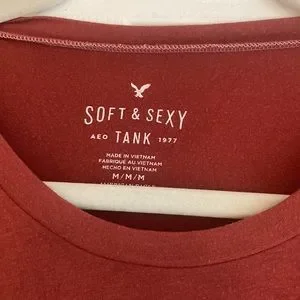 SOFT & SEXY
AEO TANK 1977
MADE IN VIETNAM
FABRIQUÉ AU VIETNAM
HECHO EN VIETNAM
M/M/M